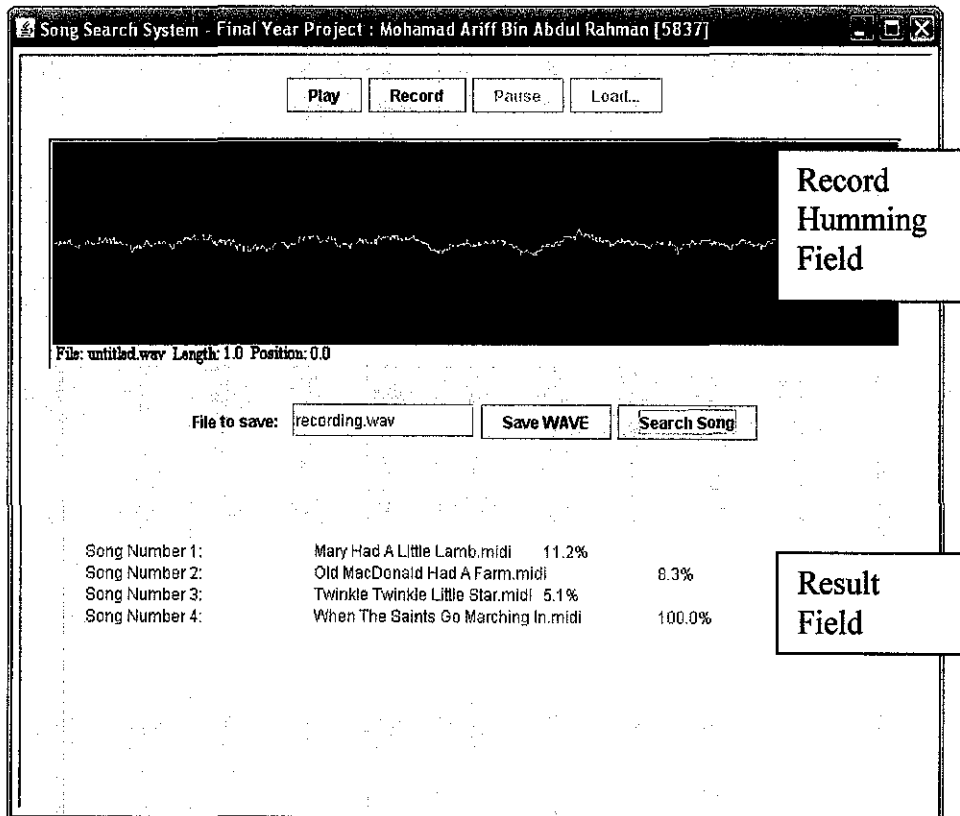 Song Search System - Final Year Project : Mohamad Ariff Bin Abdul Rahman [5837]
Play Record Pause Load...
Record
Humming
Field
File: untitled.wav Length: 1.0 Position: 0.0
File to save: recording.wav Save WAVE Search Song
Song Number 1: Mary Had A Little Lamb.midi 11.2%
Song Number 2: Old MacDonald Had A Farm.midi 8.3%
Song Number 3: Twinkle Twinkle Little Star.midi 5.1%
Song Number 4: When The Saints Go Marching In.midi 100.0%
Result
Field